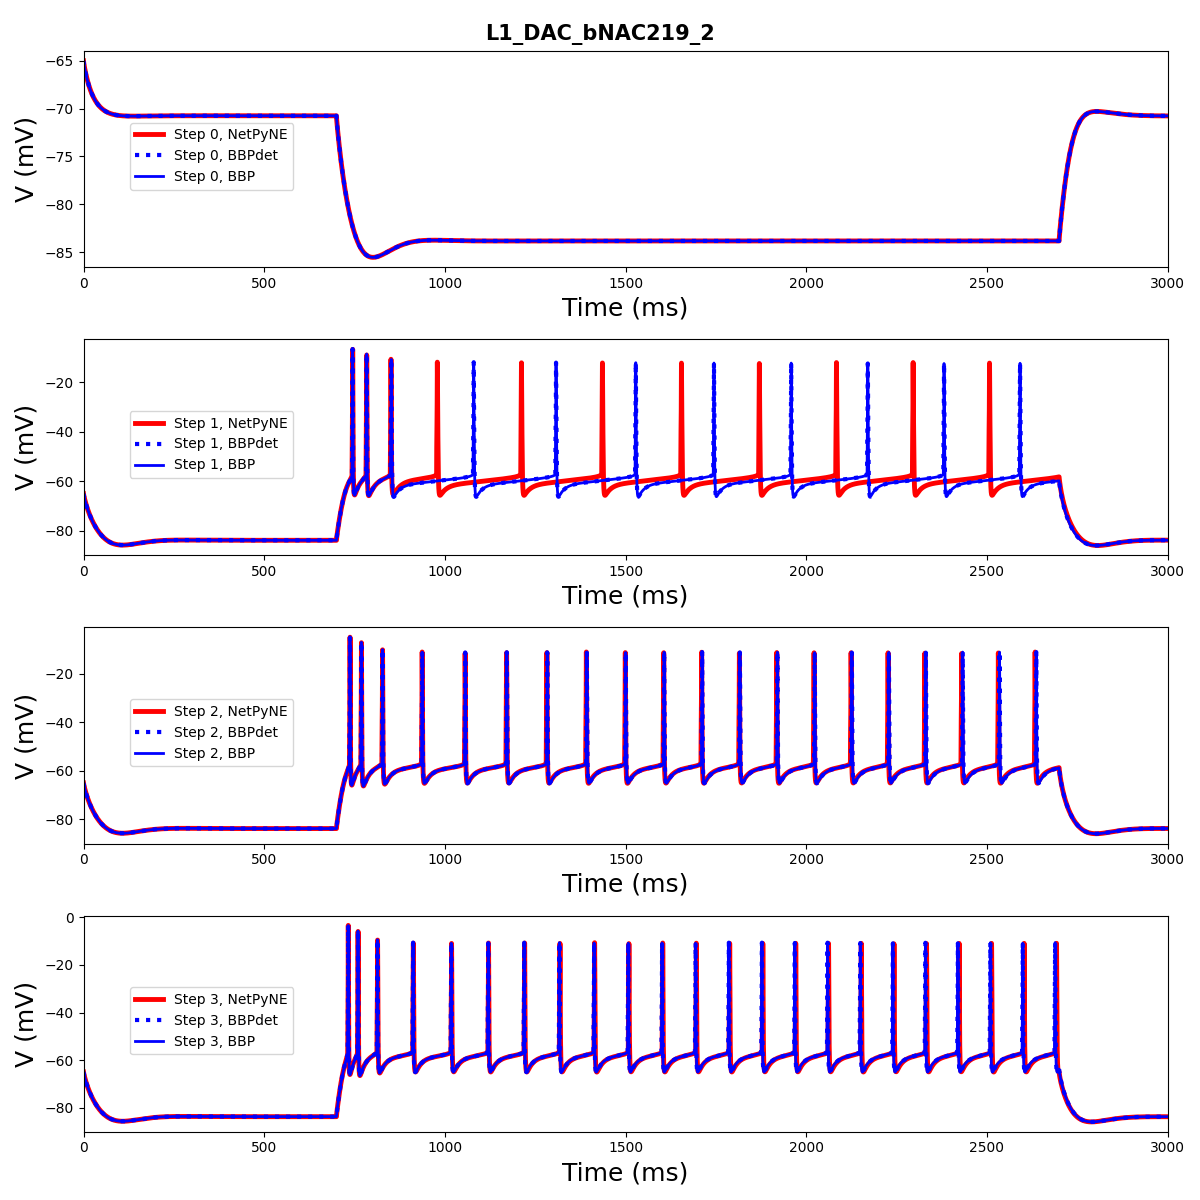 L1_DAC_bNAC219_2
−65
−70
−75
−80
−85
V (mV)
Step 0, NetPyNE
Step 0, BBPdet
Step 0, BBP
0 500 1000 1500 2000 2500 3000
Time (ms)
−20
−40
−60
−80
V (mV)
Step 1, NetPyNE
Step 1, BBPdet
Step 1, BBP
0 500 1000 1500 2000 2500 3000
Time (ms)
−20
−40
−60
−80
V (mV)
Step 2, NetPyNE
Step 2, BBPdet
Step 2, BBP
0 500 1000 1500 2000 2500 3000
Time (ms)
0
−20
−40
−60
−80
V (mV)
Step 3, NetPyNE
Step 3, BBPdet
Step 3, BBP
0 500 1000 1500 2000 2500 3000
Time (ms)